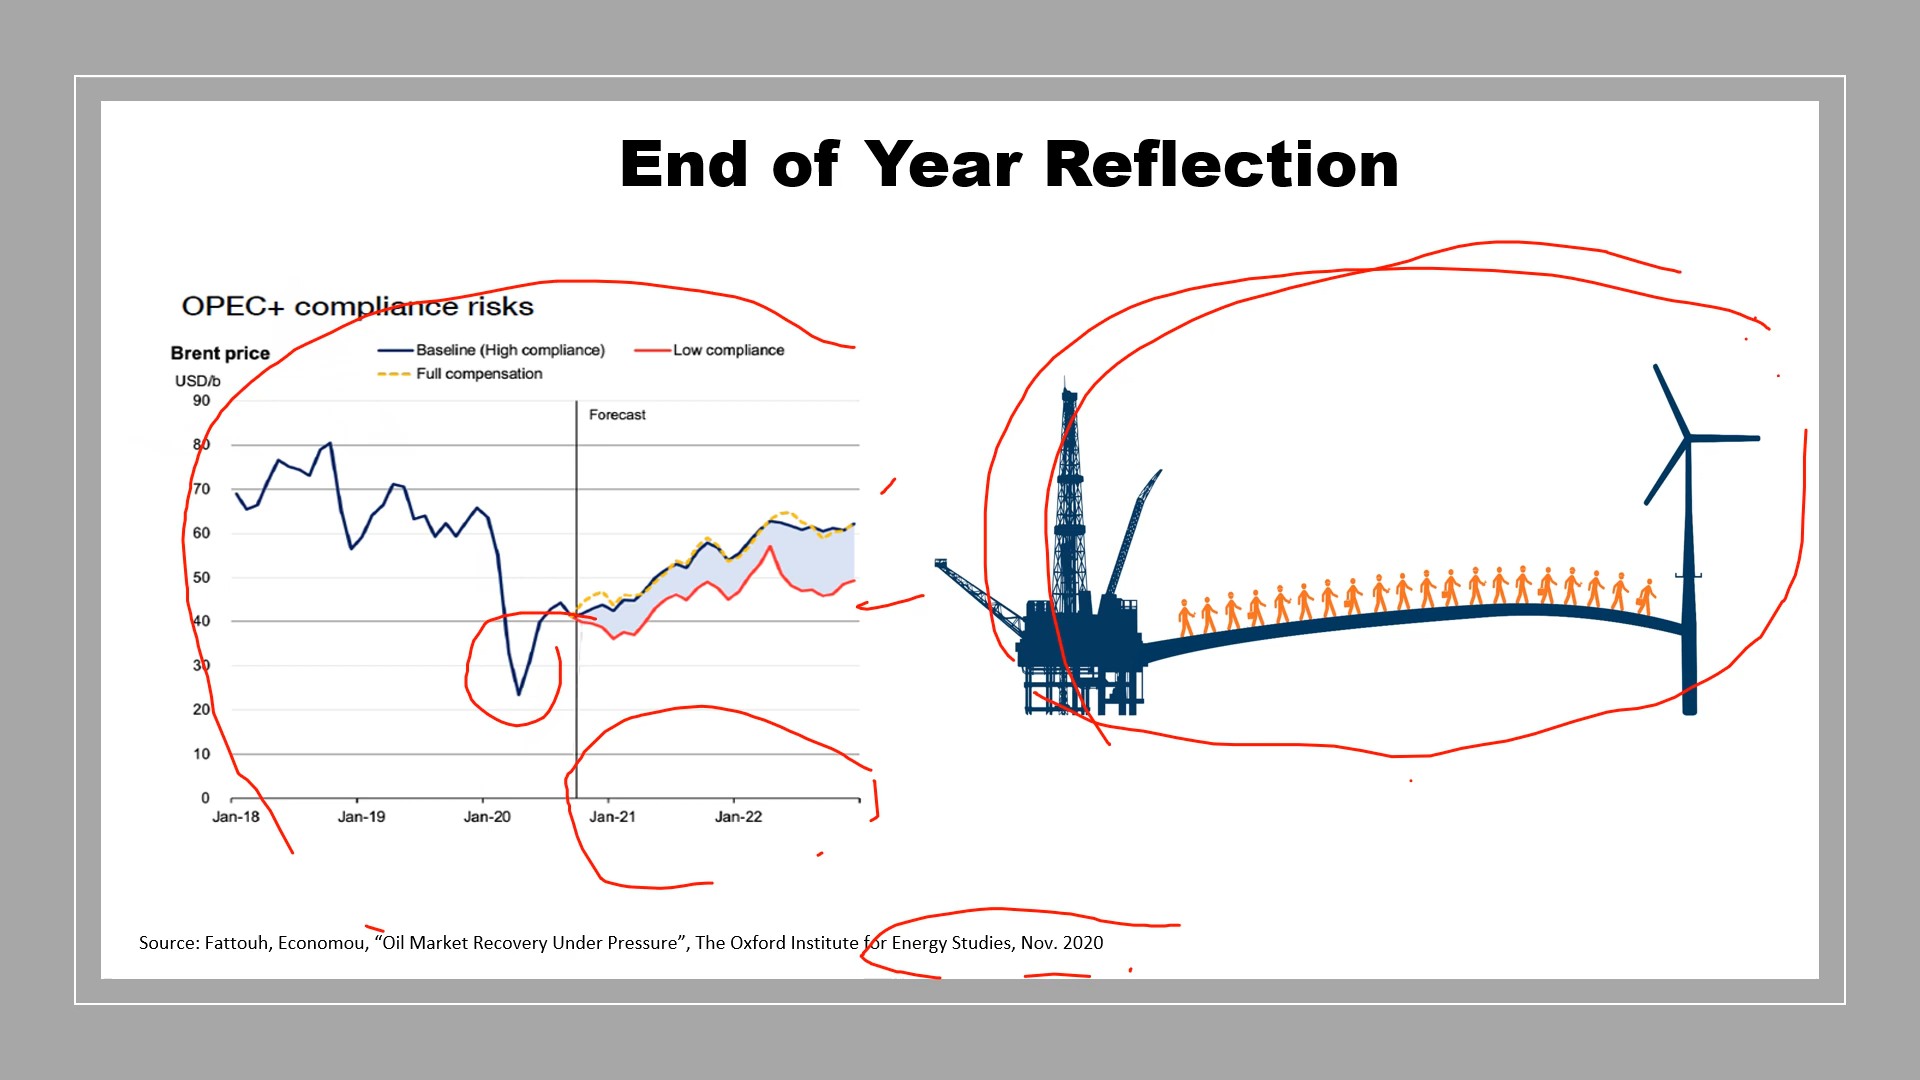 End of Year Reflection
OPEC+ compliance risks
Brent price
USD/b
Baseline (High compliance)
Low compliance
Full compensation
Forecast
90
80
70
60
50
40
30
20
10
0
Jan-18
Jan-19
Jan-20
Jan-21
Jan-22
Source: Fattouh, Economou, “Oil Market Recovery Under Pressure”, The Oxford Institute for Energy Studies, Nov. 2020